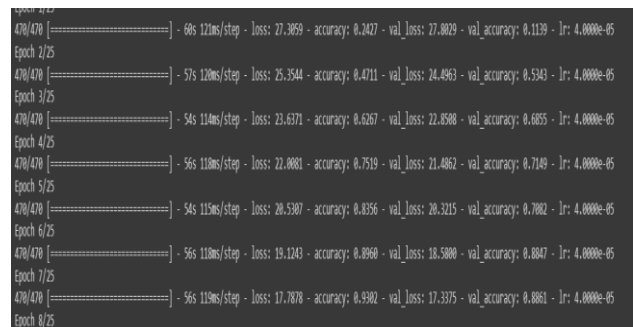 Epoch 1/25
470/470 [==============================] - 60s 121ms/step - loss: 27.3059 - accuracy: 0.2427 - val_loss: 27.8029 - val_accuracy: 0.1139 - lr: 4.0000e-05
Epoch 2/25
470/470 [==============================] - 57s 120ms/step - loss: 25.3544 - accuracy: 0.4711 - val_loss: 24.4963 - val_accuracy: 0.5343 - lr: 4.0000e-05
Epoch 3/25
470/470 [==============================] - 54s 114ms/step - loss: 23.6371 - accuracy: 0.6267 - val_loss: 22.8508 - val_accuracy: 0.6855 - lr: 4.0000e-05
Epoch 4/25
470/470 [==============================] - 56s 118ms/step - loss: 22.0081 - accuracy: 0.7519 - val_loss: 21.4862 - val_accuracy: 0.7149 - lr: 4.0000e-05
Epoch 5/25
470/470 [==============================] - 54s 115ms/step - loss: 20.5307 - accuracy: 0.8356 - val_loss: 20.3215 - val_accuracy: 0.7082 - lr: 4.0000e-05
Epoch 6/25
470/470 [==============================] - 56s 118ms/step - loss: 19.1243 - accuracy: 0.8960 - val_loss: 18.5800 - val_accuracy: 0.8847 - lr: 4.0000e-05
Epoch 7/25
470/470 [==============================] - 56s 119ms/step - loss: 17.7878 - accuracy: 0.9302 - val_loss: 17.3375 - val_accuracy: 0.8861 - lr: 4.0000e-05
Epoch 8/25